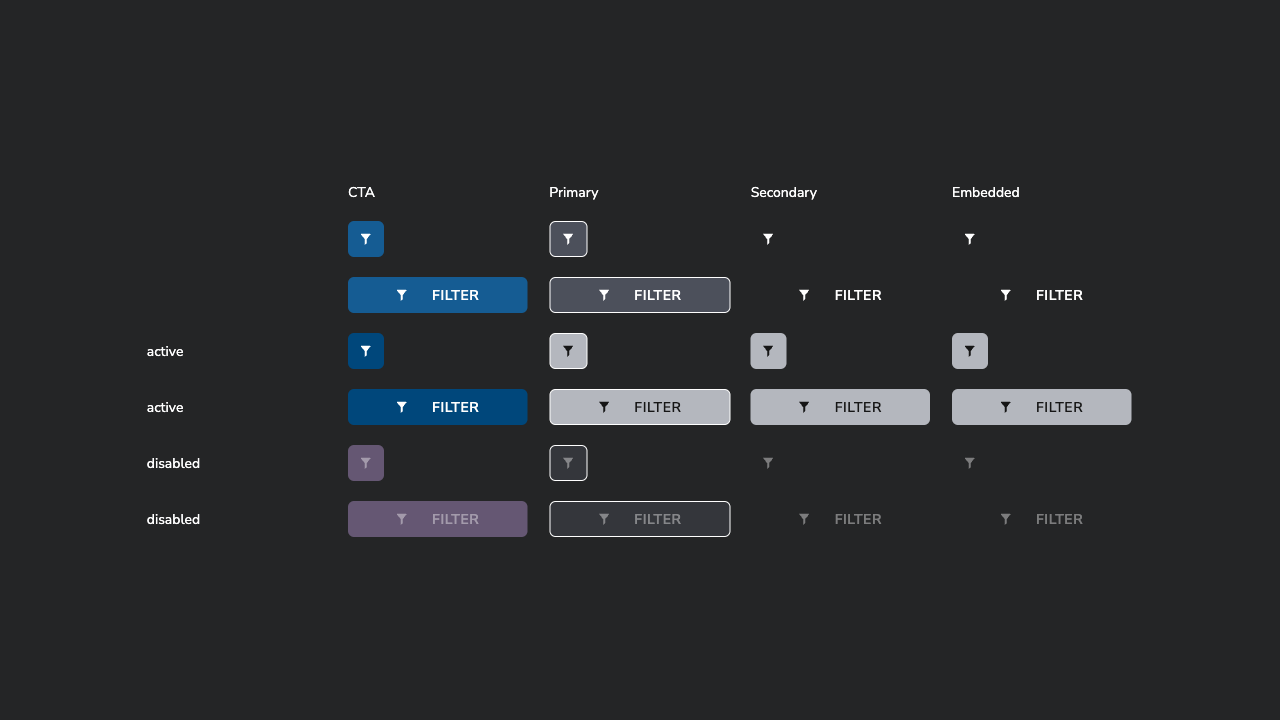 CTA Primary Secondary Embedded
FILTER FILTER FILTER FILTER
active
active FILTER FILTER FILTER FILTER
disabled
disabled FILTER FILTER FILTER FILTER